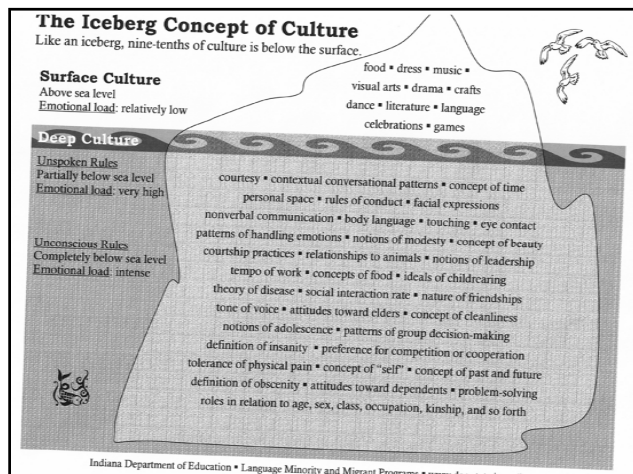 The Iceberg Concept of Culture
Like an iceberg, nine-tenths of culture is below the surface.
Surface Culture
Above sea level
Emotional load: relatively low
food ▪ dress ▪ music ▪
visual arts ▪ drama ▪ crafts
dance ▪ literature ▪ language
celebrations ▪ games
Deep Culture
Unspoken Rules
Partially below sea level
Emotional load: very high
Unconscious Rules
Completely below sea level
Emotional load: intense
courtesy ▪ contextual conversational patterns ▪ concept of time
personal space ▪ rules of conduct ▪ facial expressions
nonverbal communication ▪ body language ▪ touching ▪ eye contact
patterns of handling emotions ▪ notions of modesty ▪ concept of beauty
courtship practices ▪ relationships to animals ▪ notions of leadership
tempo of work ▪ concepts of food ▪ ideals of childrearing
theory of disease ▪ social interaction rate ▪ nature of friendships
tone of voice ▪ attitudes toward elders ▪ concept of cleanliness
notions of adolescence ▪ patterns of group decision-making
definition of insanity ▪ preference for competition or cooperation
tolerance of physical pain ▪ concept of "self" ▪ concept of past and future
definition of obscenity ▪ attitudes toward dependents ▪ problem-solving
roles in relation to age, sex, class, occupation, kinship, and so forth
Indiana Department of Education ▪ Language Minority and Migrant Programs ▪